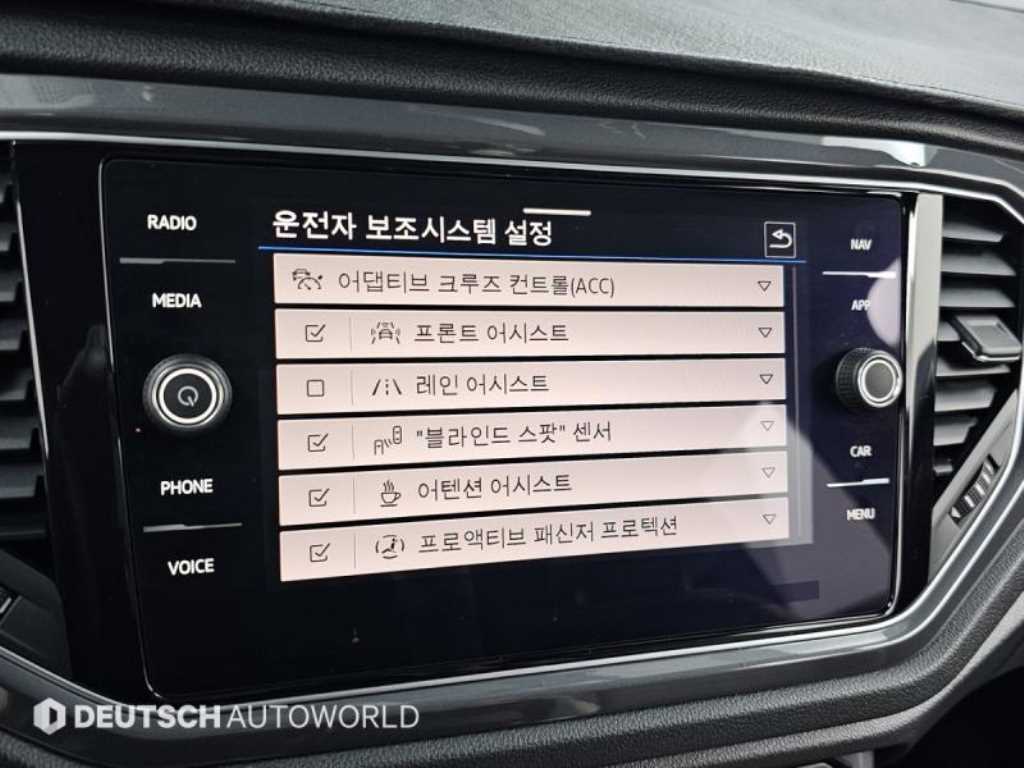 RADIO
MEDIA
PHONE
VOICE
운전자 보조시스템 설정
어댑티브 크루즈 컨트롤(ACC)
프론트 어시스트
레인 어시스트
"블라인드 스팟" 센서
어텐션 어시스트
프로액티브 패신저 프로텍션
NAV
APP
CAR
MENU
DEUTSCH AUTOWORLD